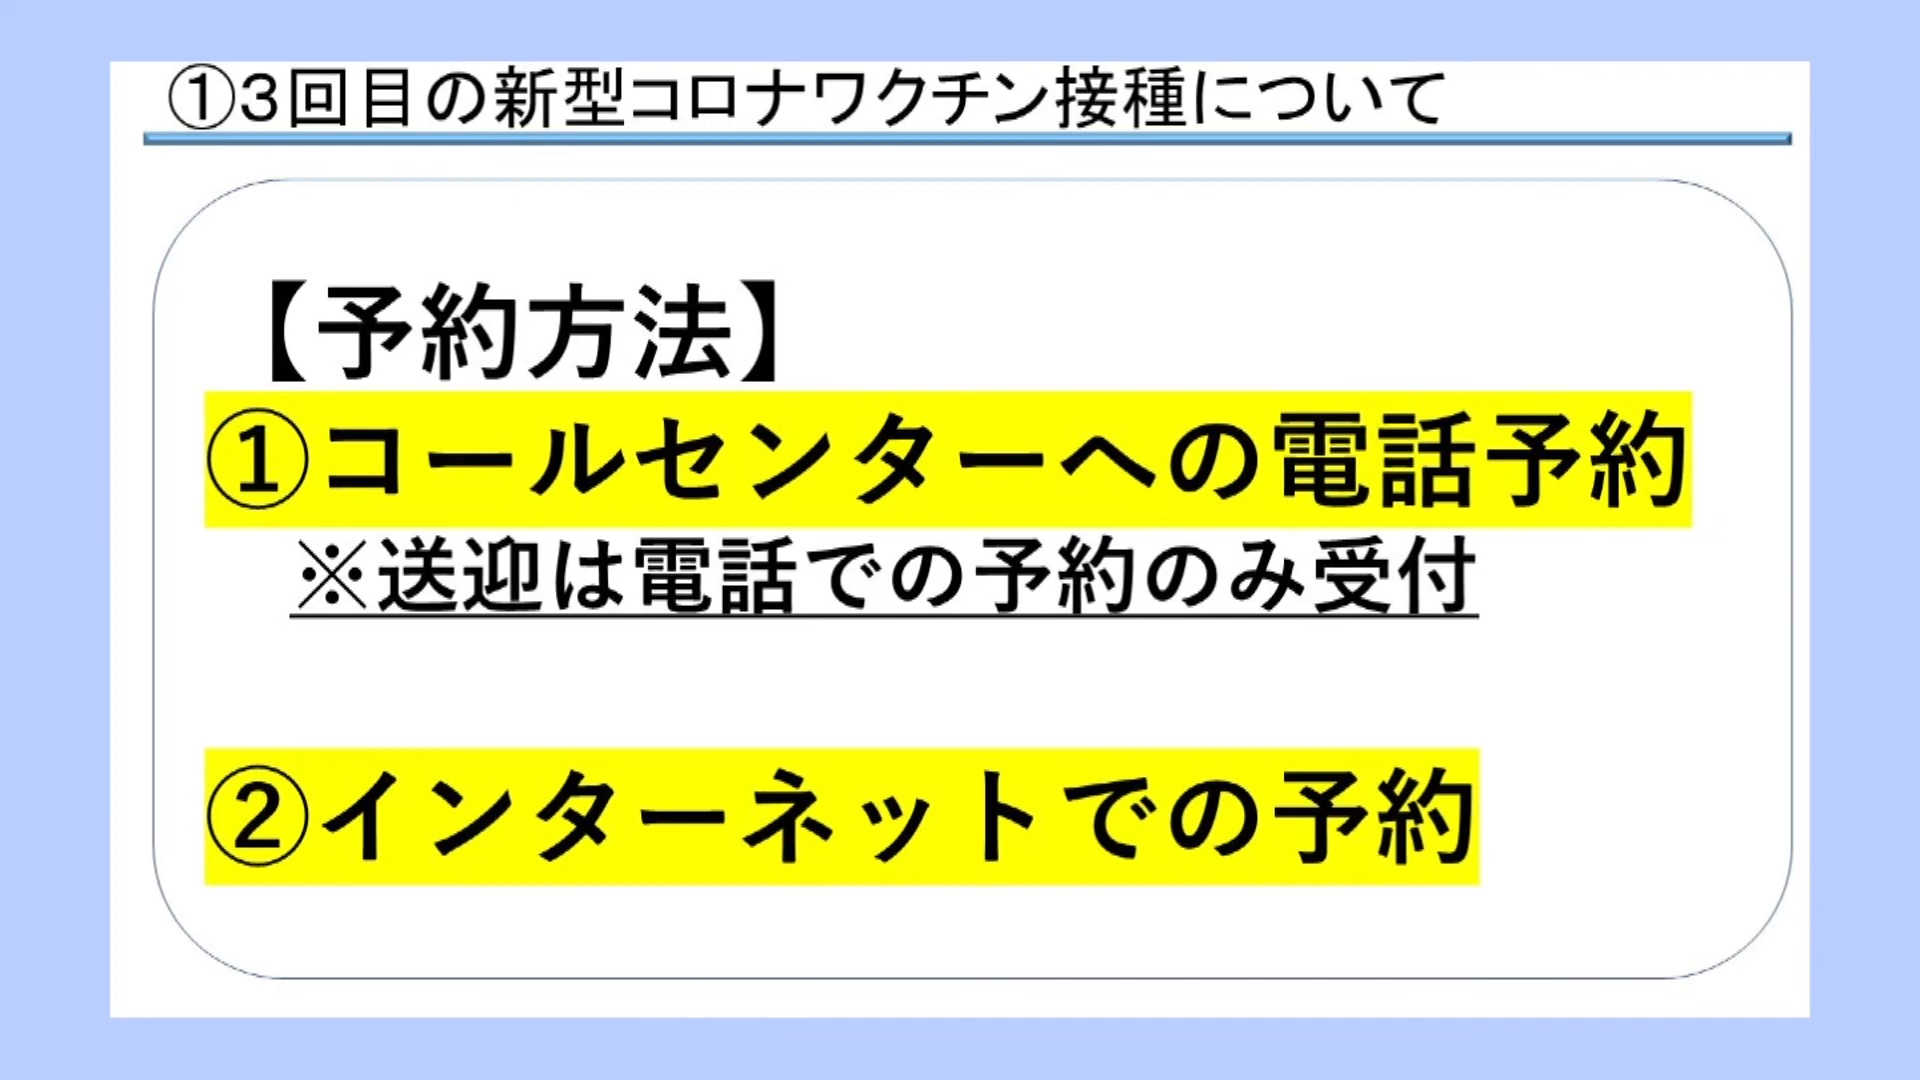 ①3回目の新型コロナワクチン接種について
【予約方法】
①コールセンターへの電話予約
※送迎は電話での予約のみ受付
②インターネットでの予約